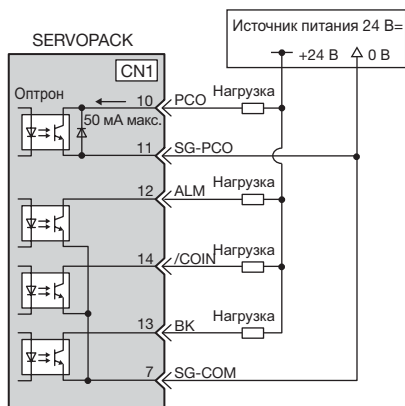 Источник питания 24 В=
+24 В 0 В
SERVOPACK
CN1
Оптрон
10 PCO Нагрузка
50 мА макс.
11 SG-PCO
12 ALM Нагрузка
14 /COIN Нагрузка
13 BK Нагрузка
7 SG-COM